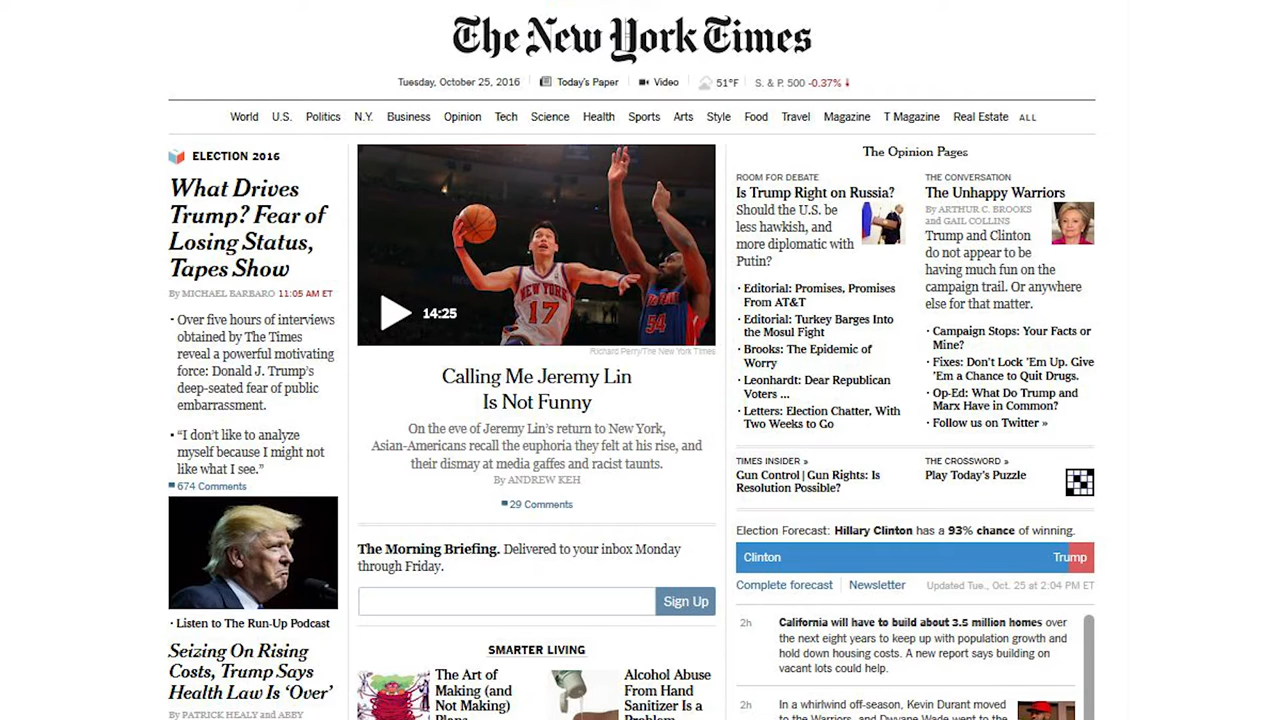 The New York Times
Tuesday, October 25, 2016
Today's Paper
Video
51°F
S. & P. 500 -0.37%
World U.S. Politics N.Y. Business Opinion Tech Science Health Sports Arts Style Food Travel Magazine T Magazine Real Estate ALL
ELECTION 2016
What Drives
Trump? Fear of
Losing Status,
Tapes Show
By MICHAEL BARBARO 11:05 AM ET
· Over five hours of interviews
obtained by The Times
reveal a powerful motivating
force: Donald J. Trump's
deep-seated fear of public
embarrassment.
· “I don't like to analyze
myself because I might not
like what I see.”
674 Comments
· Listen to The Run-Up Podcast
Seizing On Rising
Costs, Trump Says
Health Law Is ‘Over’
By PATRICK HEALY and ABBY
NEW YORK
17
54
14:25
Richard Perry/The New York Times
Calling Me Jeremy Lin
Is Not Funny
On the eve of Jeremy Lin's return to New York,
Asian-Americans recall the euphoria they felt at his rise, and
their dismay at media gaffes and racist taunts.
By ANDREW KEH
29 Comments
The Morning Briefing. Delivered to your inbox Monday
through Friday.
Sign Up
SMARTER LIVING
The Art of
Making (and
Not Making)
Plans
Alcohol Abuse
From Hand
Sanitizer Is a
Problem
The Opinion Pages
ROOM FOR DEBATE
Is Trump Right on Russia?
Should the U.S. be
less hawkish, and
more diplomatic with
Putin?
· Editorial: Promises, Promises
From AT&T
· Editorial: Turkey Barges Into
the Mosul Fight
· Brooks: The Epidemic of
Worry
· Leonhardt: Dear Republican
Voters ...
· Letters: Election Chatter, With
Two Weeks to Go
THE CONVERSATION
The Unhappy Warriors
By ARTHUR C. BROOKS
and GAIL COLLINS
Trump and Clinton
do not appear to be
having much fun on the
campaign trail. Or anywhere
else for that matter.
· Campaign Stops: Your Facts or
Mine?
· Fixes: Don't Lock 'Em Up. Give
'Em a Chance to Quit Drugs.
· Op-Ed: What Do Trump and
Marx Have in Common?
· Follow us on Twitter »
TIMES INSIDER »
Gun Control | Gun Rights: Is
Resolution Possible?
THE CROSSWORD »
Play Today's Puzzle
Election Forecast: Hillary Clinton has a 93% chance of winning.
Clinton Trump
Complete forecast Newsletter Updated Tue., Oct. 25 at 2:04 PM ET
2h California will have to build about 3.5 million homes over
the next eight years to keep up with population growth and
hold down housing costs. A new report says building on
vacant lots could help.
2h In a whirlwind off-season, Kevin Durant moved
to the Warriors, and Dwyane Wade went to the